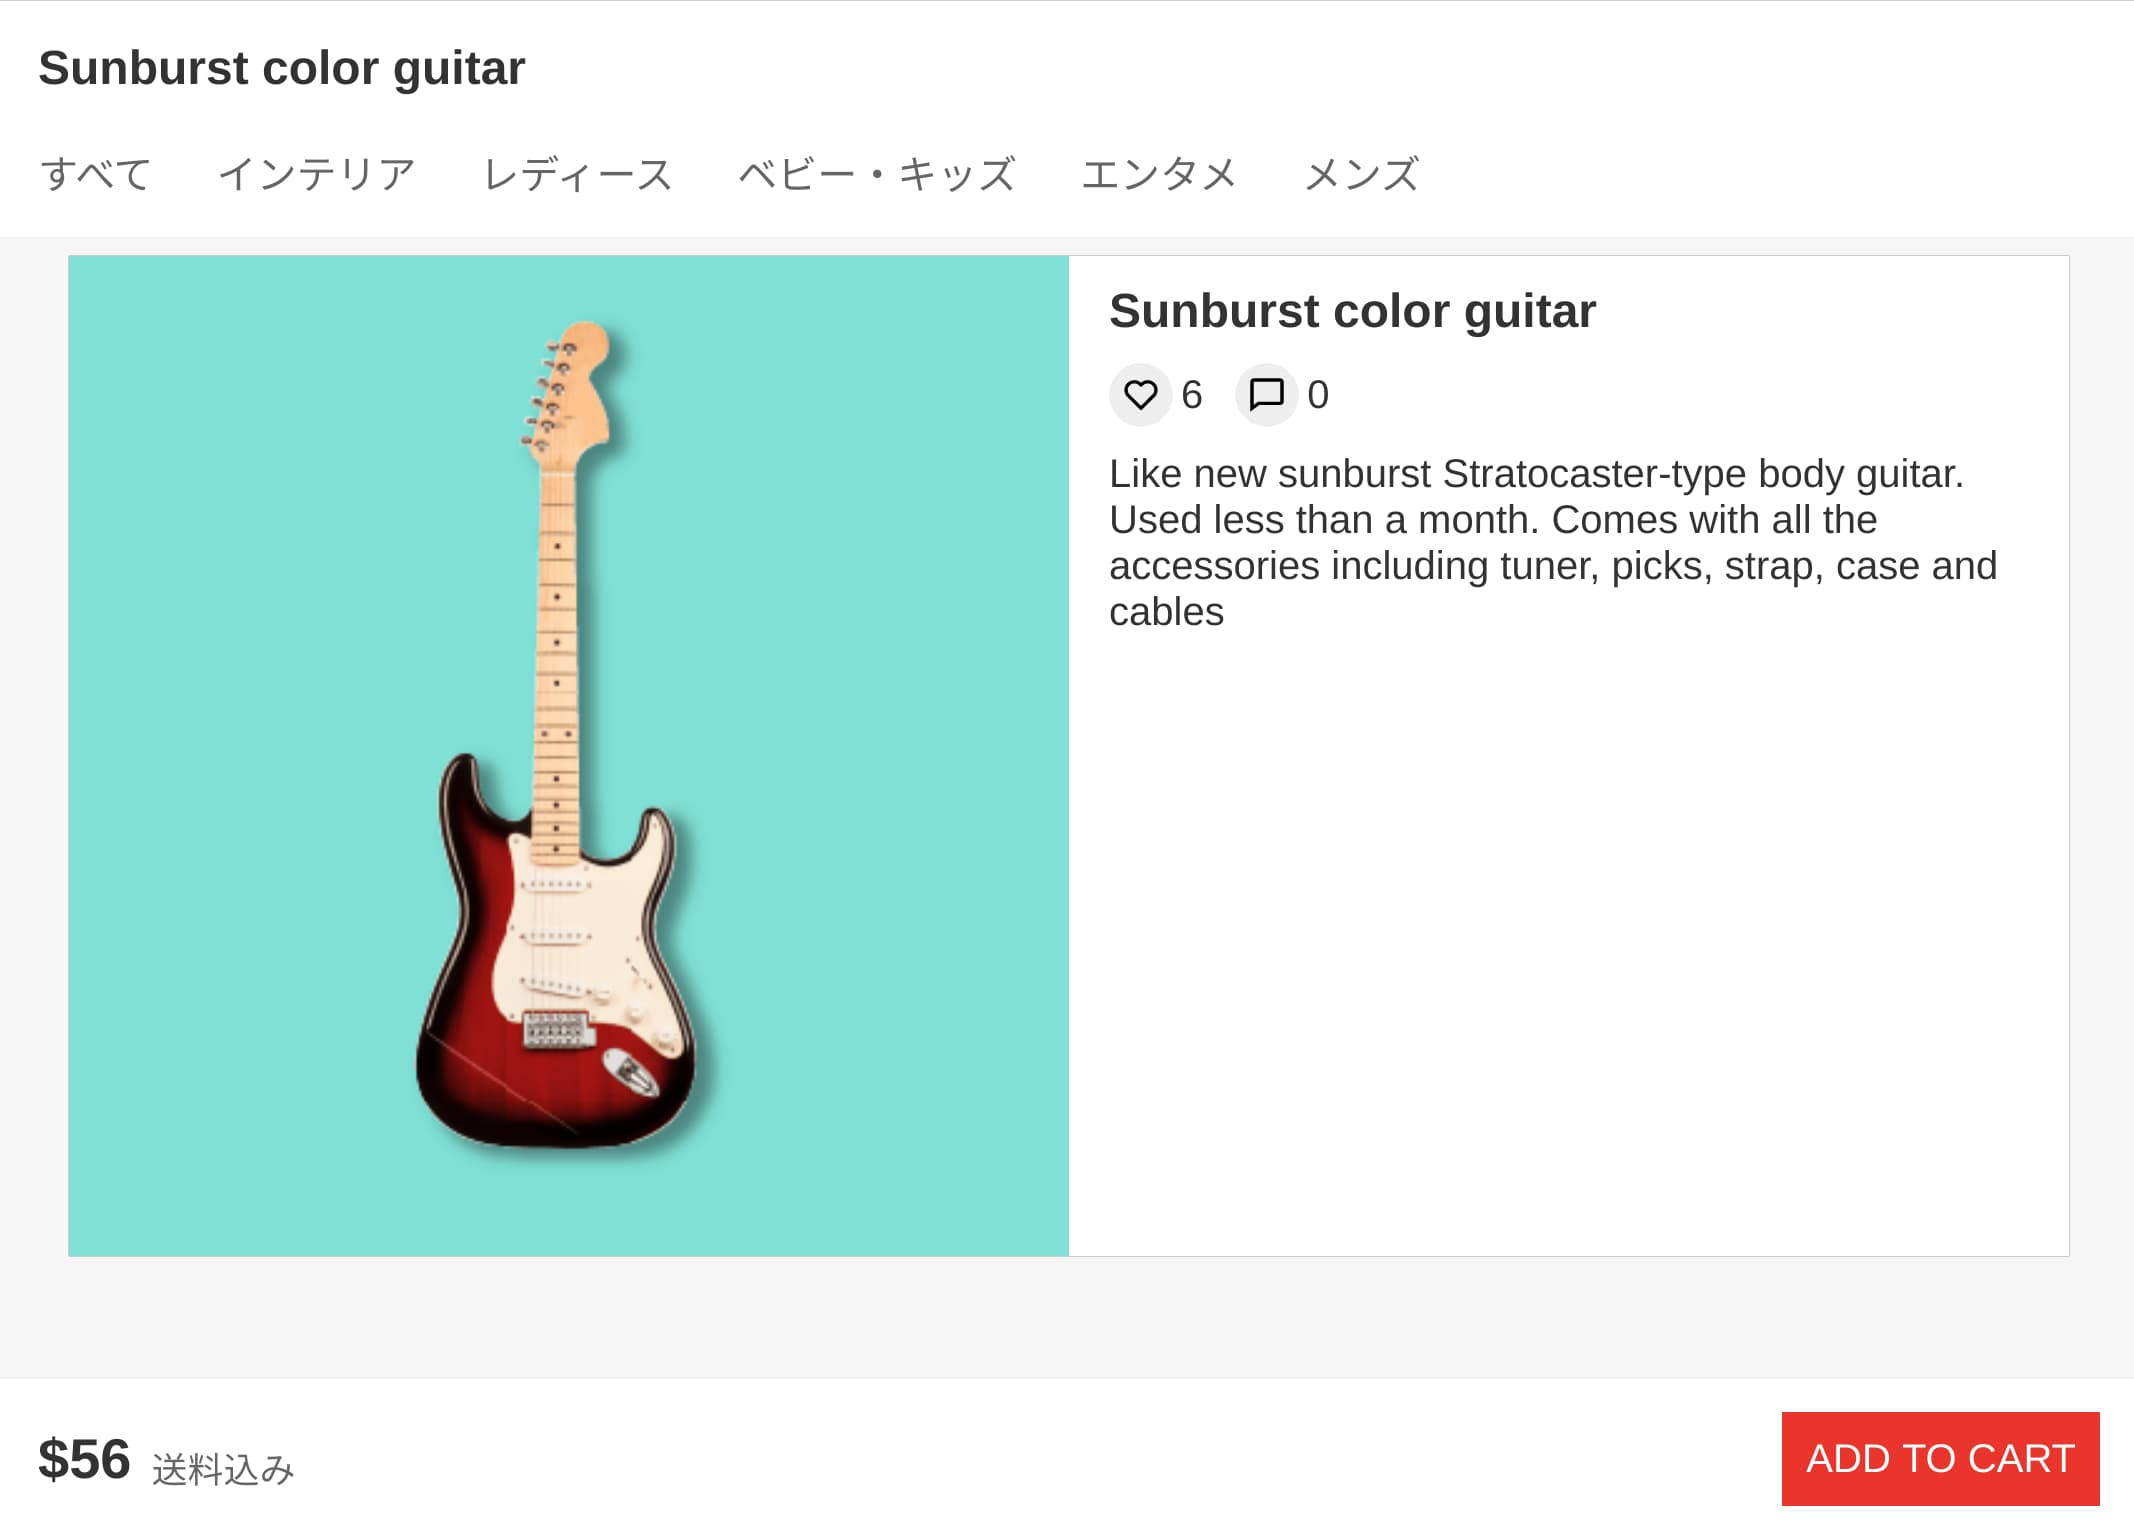 Sunburst color guitar
すべて インテリア レディース ベビー・キッズ エンタメ メンズ
Sunburst color guitar
6 0
Like new sunburst Stratocaster-type body guitar.
Used less than a month. Comes with all the
accessories including tuner, picks, strap, case and
cables
$56 送料込み
ADD TO CART